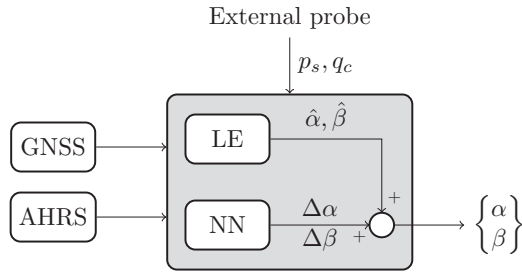 External probe
p_s, q_c
LE
α̂, β̂
GNSS
+
AHRS
NN
Δα
Δβ
+
{α
β}